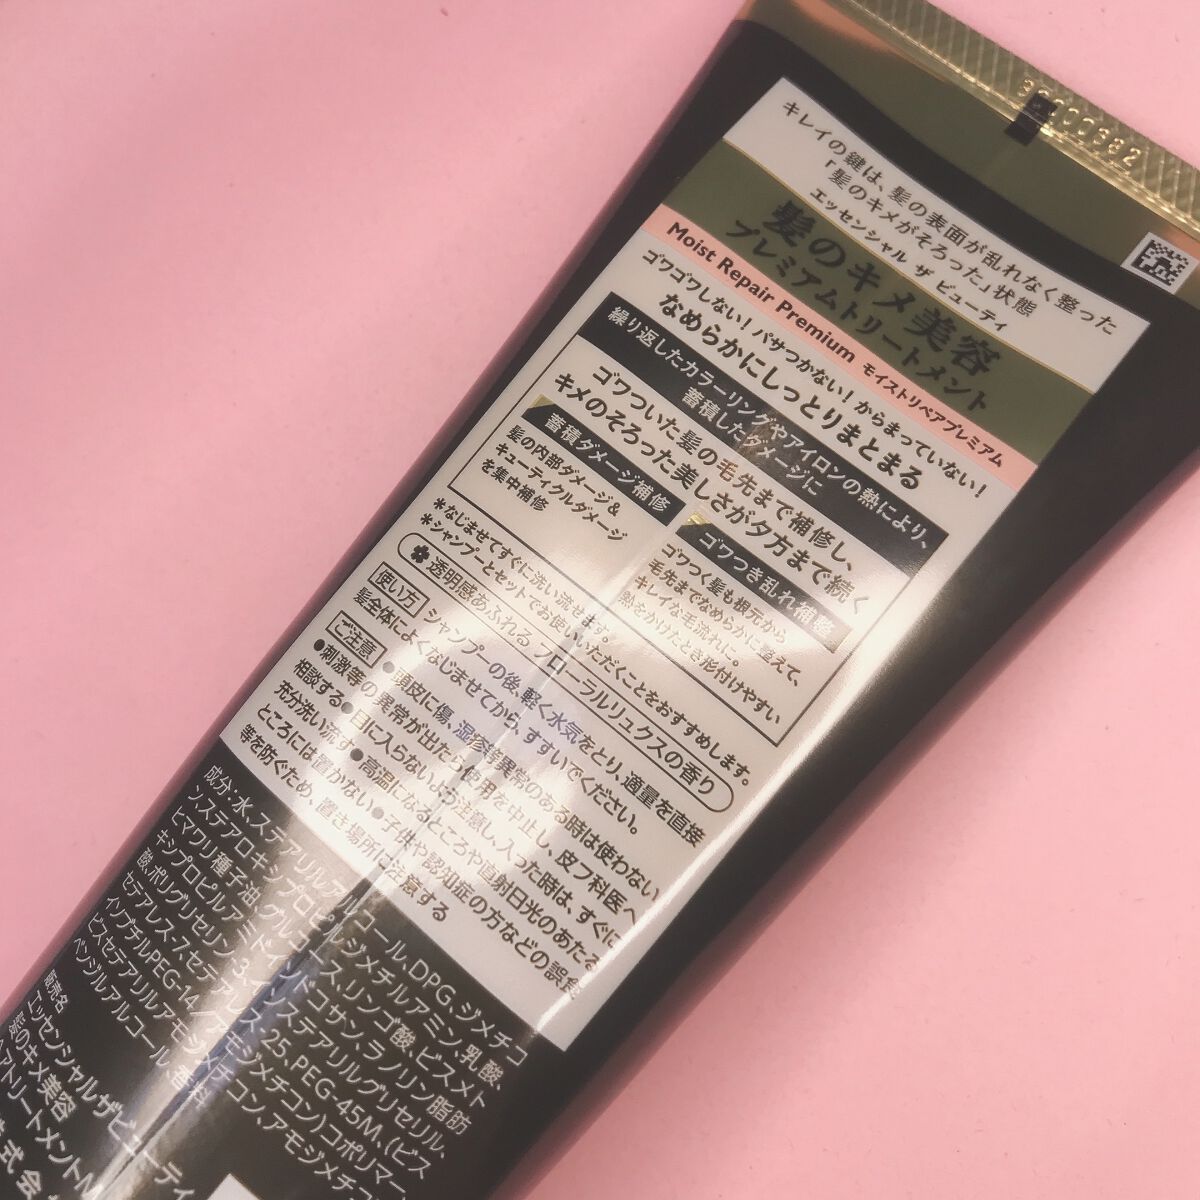 キレイの鍵は、髪の表面が乱れなく整った
「髪のキメがそろった」状態
エッセンシャル ザ ビューティ
髪のキメ美容
プレミアムトリートメント
Moist Repair Premium モイストリペアプレミアム
ゴワゴワしない！パサつかない！からまっていない！
なめらかにしっとりまとまる
繰り返したカラーリングやアイロンの熱により、
蓄積したダメージに
ゴワついた髪の毛先まで補修し、
キメのそろった美しさが夕方まで続く
蓄積ダメージ補修
髪の内部ダメージ&
キューティクルダメージ
を集中補修
ゴワつき乱れ補整
ゴワつく髪も根元から
毛先までなめらかに整えて、
キレイな毛流れに。
熱をかけたとき形付けやすい
*なじませてすぐに洗い流せます。
*シャンプーとセットでお使いいただくことをおすすめします。
透明感あふれる フローラルリュクスの香り
使い方 シャンプーの後、軽く水気をとり、適量を直接
髪全体によくなじませてから、すすいでください。
ご注意 ●頭皮に傷、湿疹等異常のある時は使わない
●刺激等の異常が出たら使用を中止し、皮フ科医へ
相談する●目に入らないよう注意し、入った時は、すぐに
充分洗い流す●高温になるところや直射日光のあたる
ところには置かない●子供や認知症の方などの誤食
等を防ぐため、置き場所に注意する
成分:水、ステアリルアルコール、DPG、ジメチコ
ン、ステアロキシプロピルジメチルアミン、乳酸、
ヒマワリ種子油、グルコース、リンゴ酸、ビスメト
キシプロピルアミドイソドコサン、ラノリン脂肪
酸、ポリグリセリン-3、イソステアリルグリセリル、
セテアレス-7、セテアレス-25、PEG-45M、(ビス
イソブチルPEG-14/アモジメチコン)コポリマー、
ビスセテアリルアモジメチコン、アモジメチコ
ベンジルアルコール、香料
販売名
エッセンシャルザビューティ
髪のキメ美容
ヘアトリートメントM